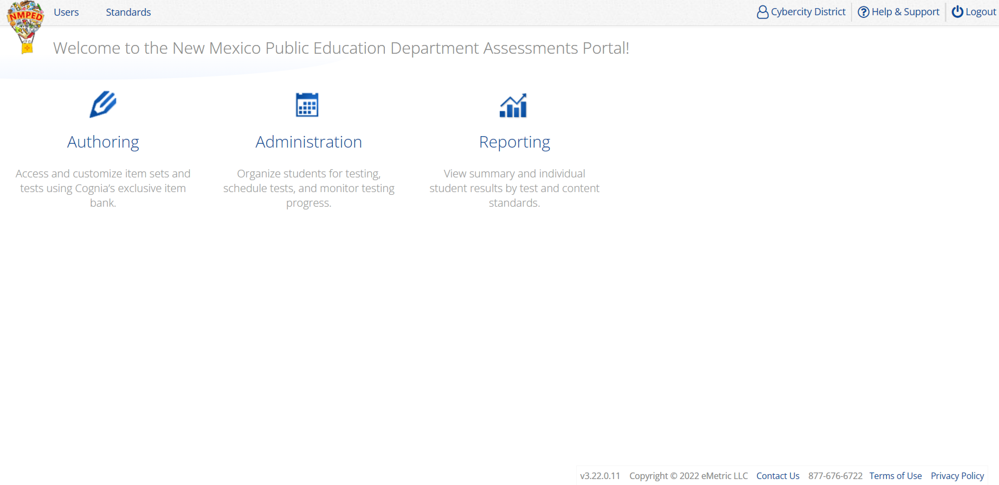 NMPED
Users Standards
Cybercity District Help & Support Logout
Welcome to the New Mexico Public Education Department Assessments Portal!
Authoring
Access and customize item sets and
tests using Cognia’s exclusive item
bank.
Administration
Organize students for testing,
schedule tests, and monitor testing
progress.
Reporting
View summary and individual
student results by test and content
standards.
v3.22.0.11 Copyright © 2022 eMetric LLC Contact Us 877-676-6722 Terms of Use Privacy Policy